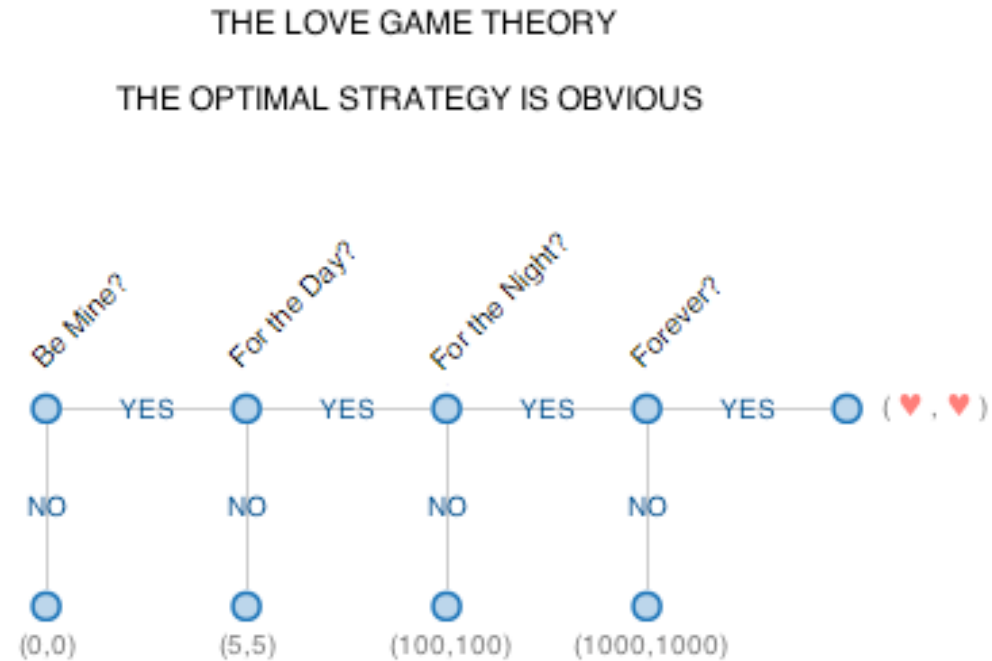 THE LOVE GAME THEORY
THE OPTIMAL STRATEGY IS OBVIOUS
Be Mine?
For the Day?
For the Night?
Forever?
YES YES YES YES ( ♥ , ♥ )
NO NO NO NO
(0,0) (5,5) (100,100) (1000,1000)